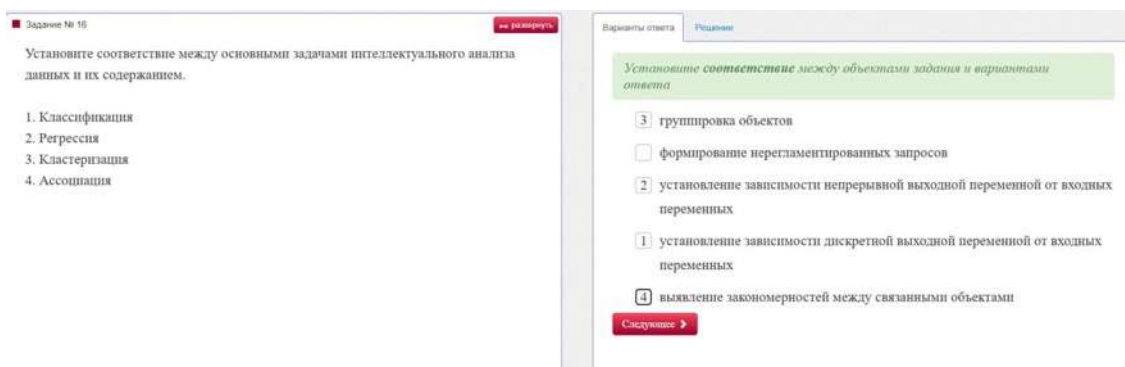 Задание № 16
развернуть
Установите соответствие между основными задачами интеллектуального анализа
данных и их содержанием.
1. Классификация
2. Регрессия
3. Кластеризация
4. Ассоциация
Варианты ответа
Решение
Установите соответствие между объектами задания и вариантами
ответа
3 группировка объектов
формирование нерегламентированных запросов
2 установление зависимости непрерывной выходной переменной от входных
переменных
1 установление зависимости дискретной выходной переменной от входных
переменных
4 выявление закономерностей между связанными объектами
Следующее